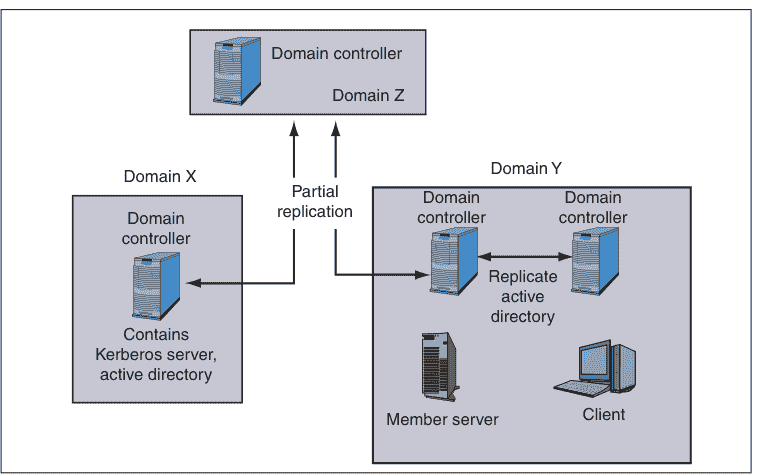 Domain controller
Domain Z
Domain X
Partial
replication
Domain Y
Domain
controller
Contains
Kerberos server,
active directory
Domain
controller
Domain
controller
Replicate
active
directory
Member server
Client